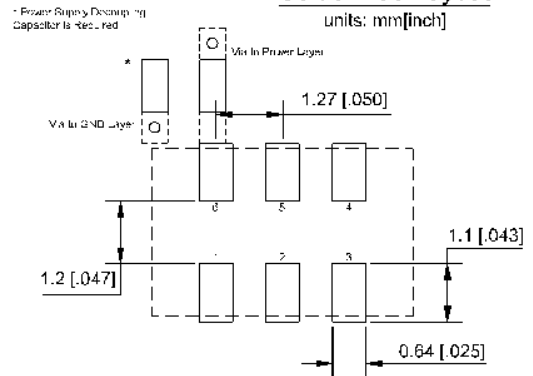 * Power Supply Decoupling
Capacitor is Required
units: mm[inch]
Via to Power Layer
*
1.27 [.050]
Via to GND Layer
6 5 4
1 2 3
1.1 [.043]
1.2 [.047]
0.64 [.025]